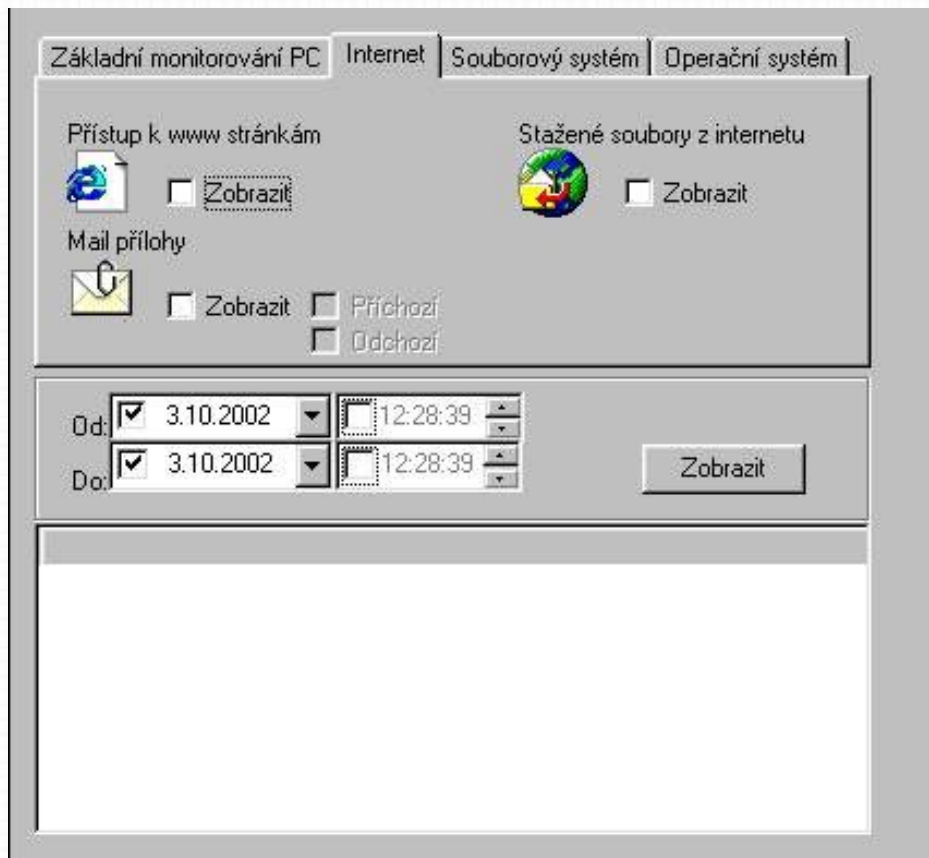 Základní monitorování PC Internet Souborový systém Operační systém
Přístup k www stránkám Stažené soubory z internetu
Zobrazit Zobrazit
Mail přílohy
Zobrazit Příchozí
Odchozí
Od: 3.10.2002 12:28:39
Do: 3.10.2002 12:28:39 Zobrazit